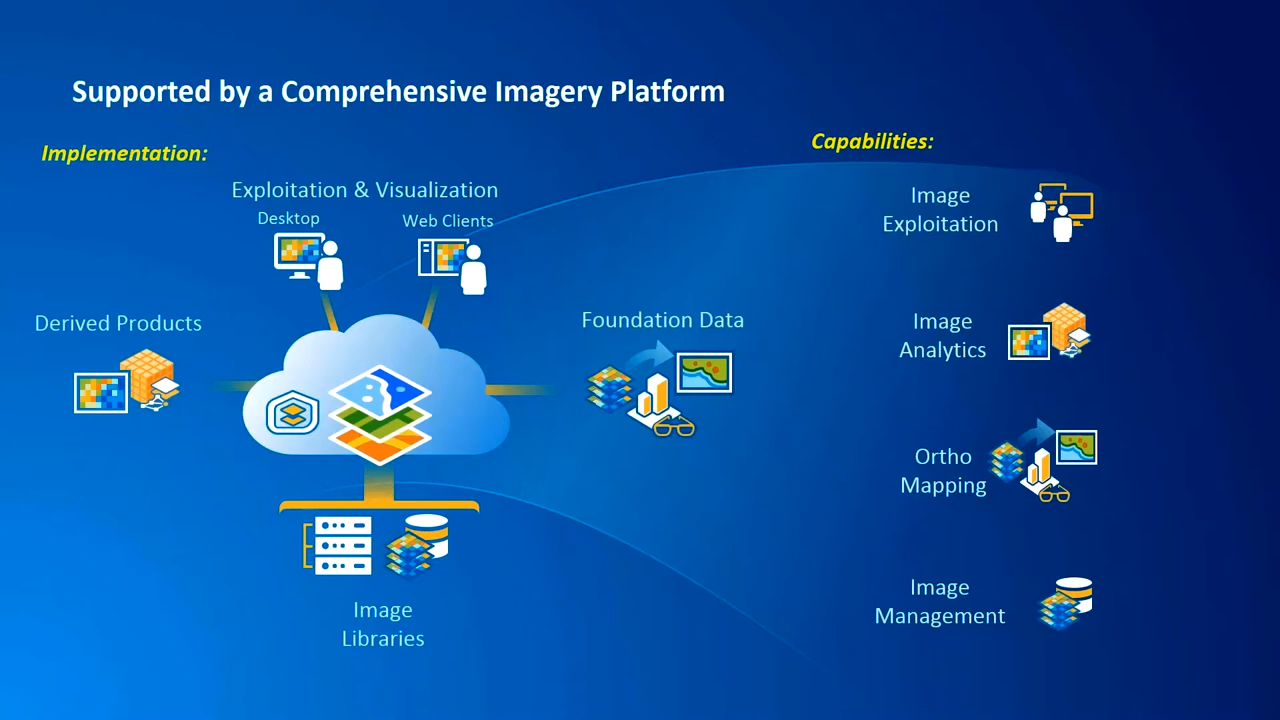 Supported by a Comprehensive Imagery Platform
Implementation:
Exploitation & Visualization
Desktop
Web Clients
Derived Products
Foundation Data
Image
Libraries
Capabilities:
Image
Exploitation
Image
Analytics
Ortho
Mapping
Image
Management